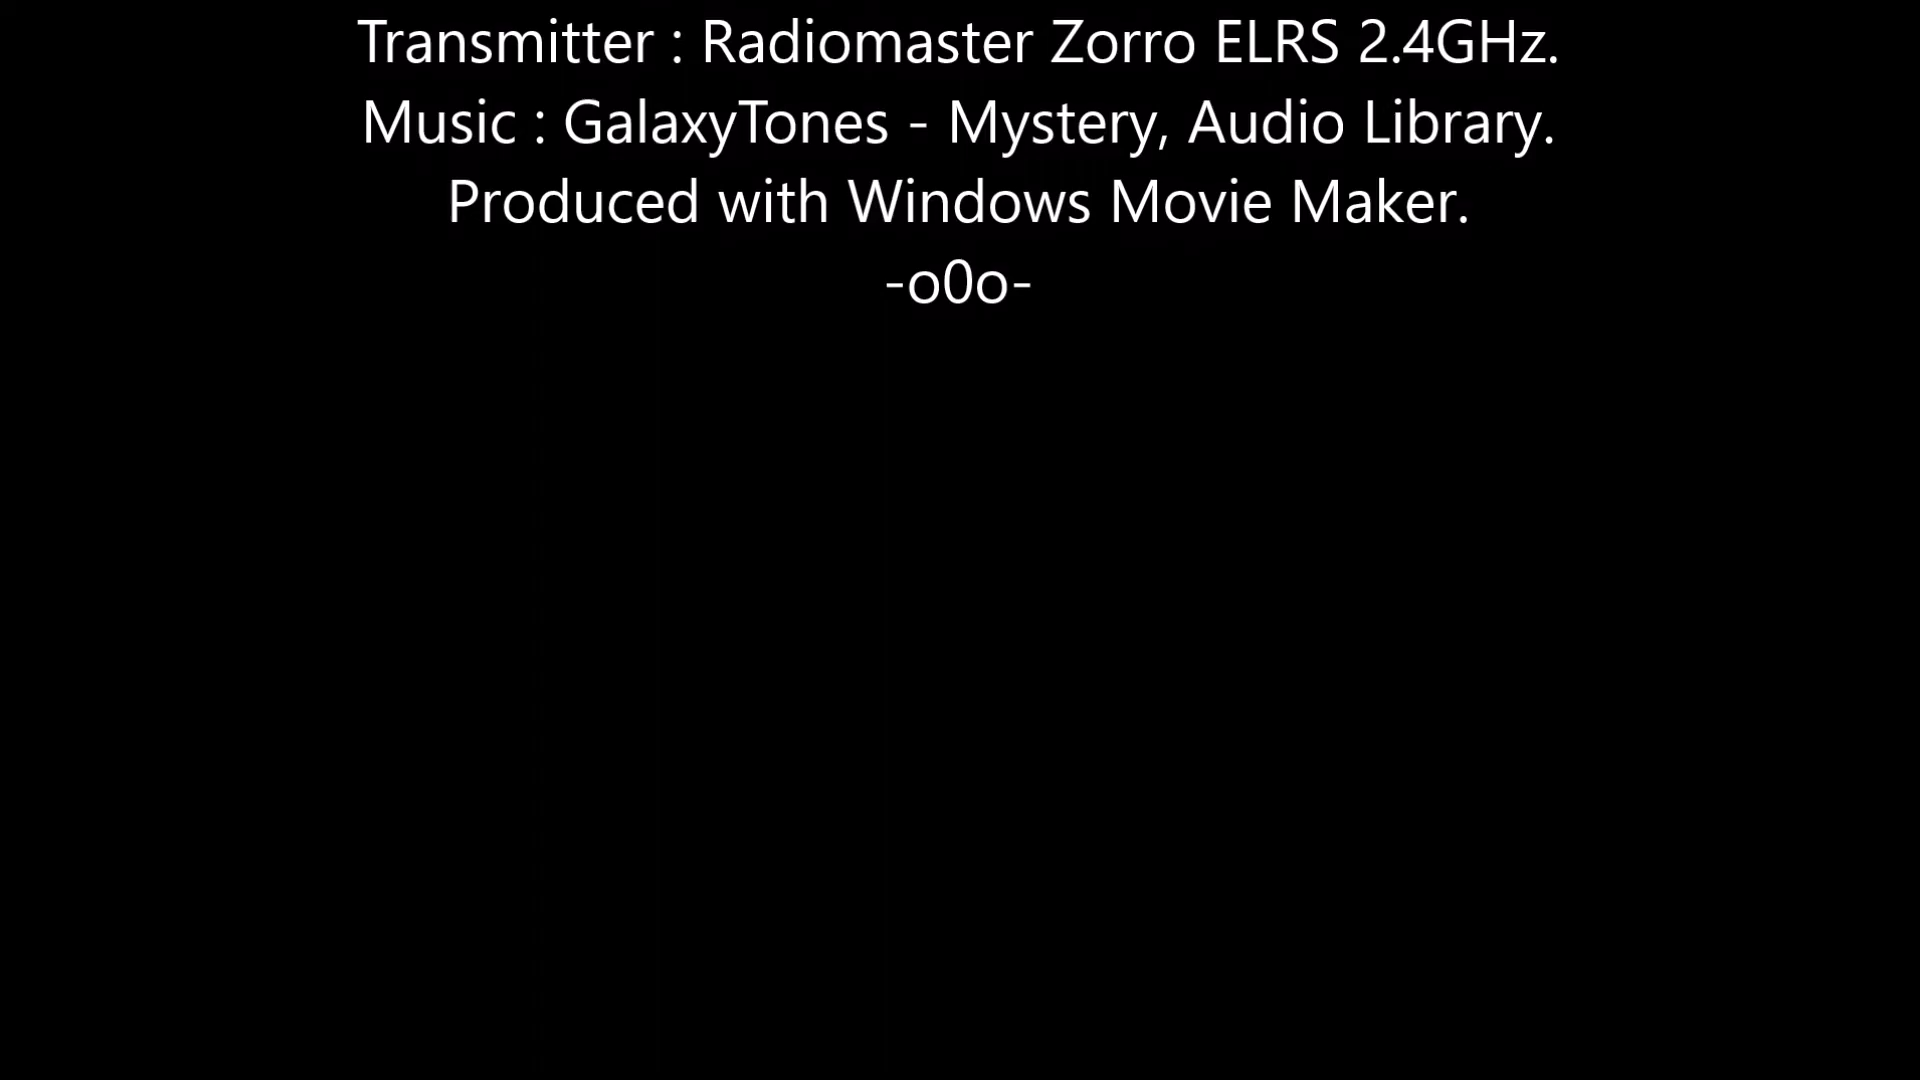 Transmitter : Radiomaster Zorro ELRS 2.4GHz.
Music : GalaxyTones - Mystery, Audio Library.
Produced with Windows Movie Maker.
-o0o-